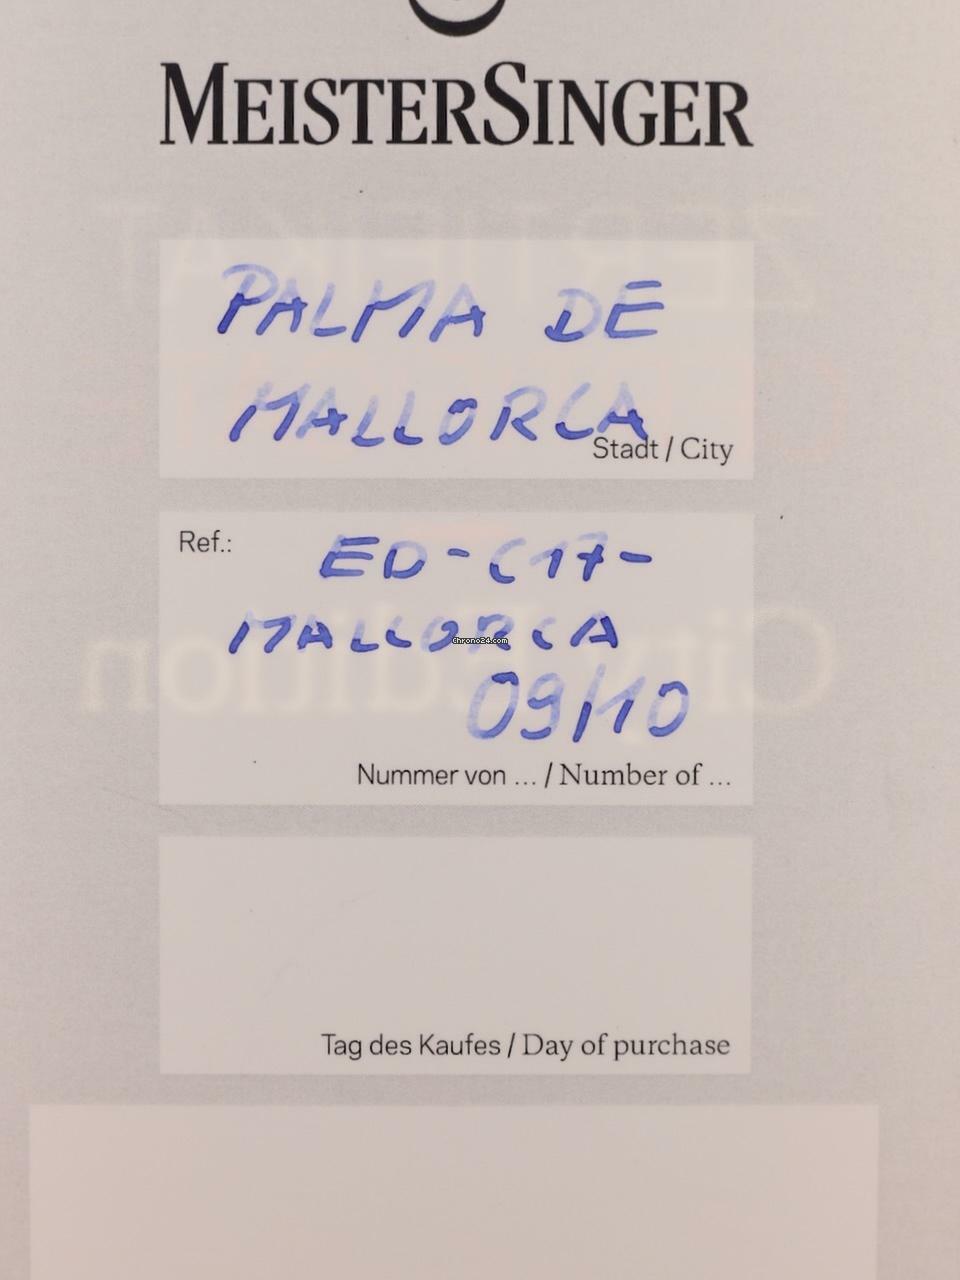 MEISTERSINGER
PALMA DE
MALLORCA
Stadt / City
Ref.: ED-C17-
MALLORCA
Chrono24.com
09/10
Nummer von ... / Number of ...
Tag des Kaufes / Day of purchase